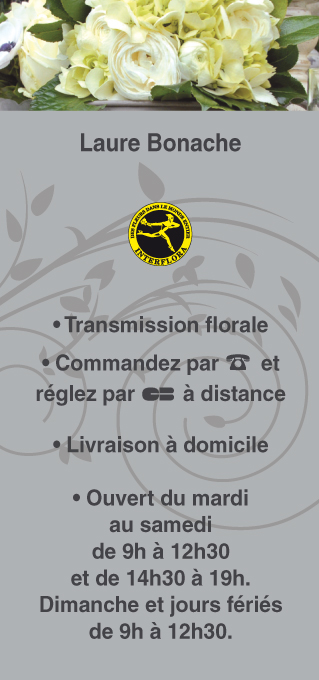 Laure Bonache
DES FLEURS DANS LE MONDE ENTIER
INTERFLORA
• Transmission florale
• Commandez par ☎ et
réglez par à distance
• Livraison à domicile
• Ouvert du mardi
au samedi
de 9h à 12h30
et de 14h30 à 19h.
Dimanche et jours fériés
de 9h à 12h30.